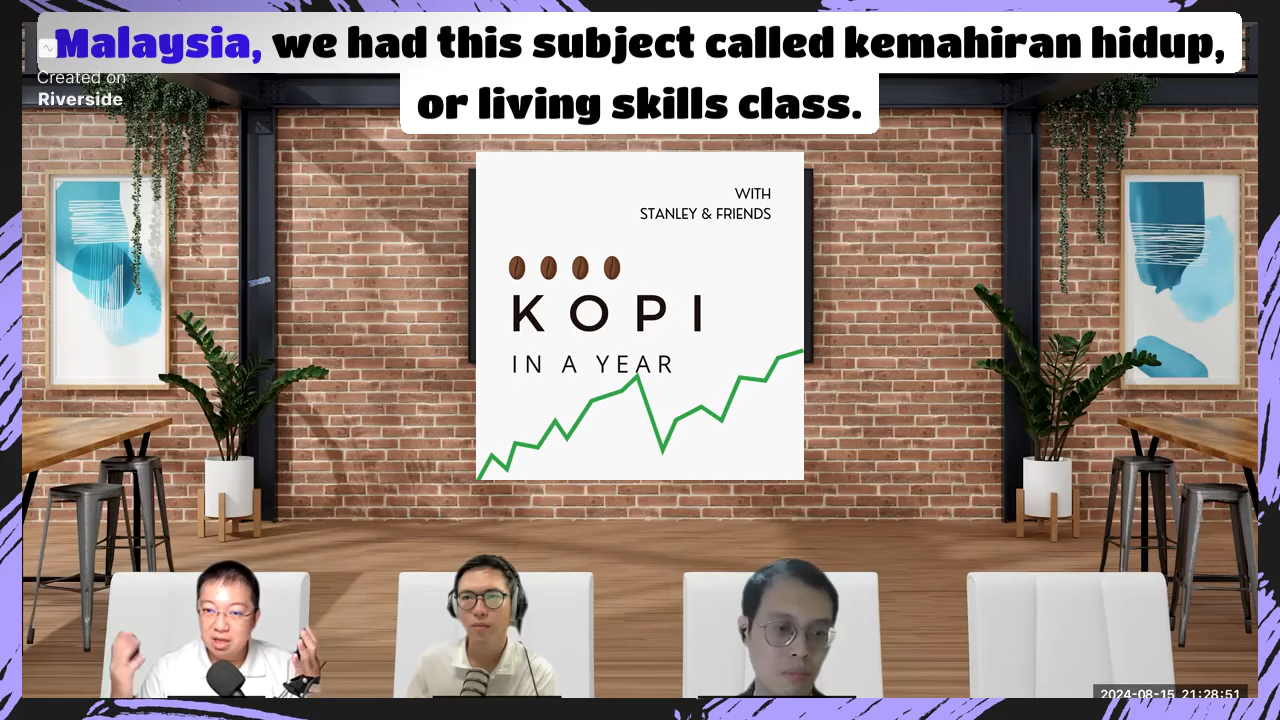 Malaysia, we had this subject called kemahiran hidup,
or living skills class.
Created on
Riverside
WITH
STANLEY & FRIENDS
KOPI
IN A YEAR
2024-08-15 21:28:51